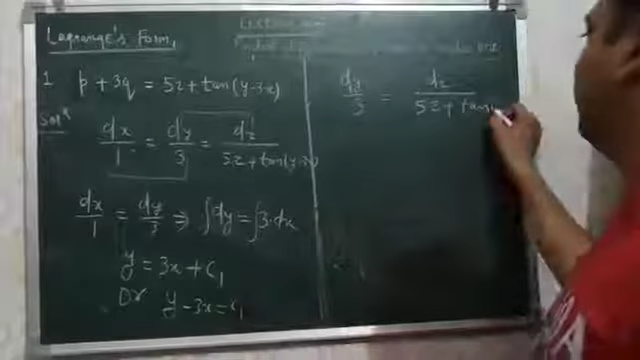 Lagrange's Form,
1 p + 3q = 5z + tan(y-3x)
Solⁿ
dx/1 = dy/3 = dz/5z+tan(y-3x)
dx/1 = dy/3 ⇒ ∫dy = ∫3.dx
y = 3x + c₁
Or y - 3x = c₁
dy/3 = dz/5z+tan